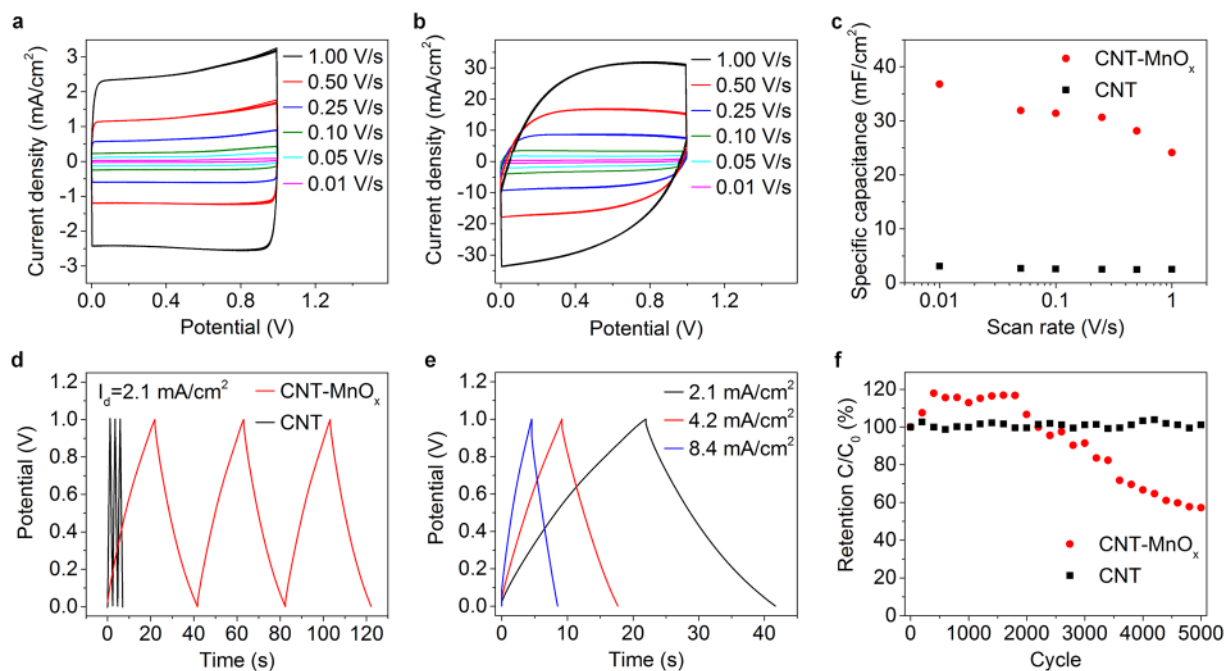 a
Current density (mA/cm²)
3
2
1
0
-1
-2
-3
0.0 0.4 0.8 1.2
Potential (V)
1.00 V/s
0.50 V/s
0.25 V/s
0.10 V/s
0.05 V/s
0.01 V/s
b
Current density (mA/cm²)
30
20
10
0
-10
-20
-30
0.0 0.4 0.8 1.2
Potential (V)
1.00 V/s
0.50 V/s
0.25 V/s
0.10 V/s
0.05 V/s
0.01 V/s
c
Specific capacitance (mF/cm²)
40
30
20
10
0
0.01 0.1 1
Scan rate (V/s)
CNT-MnOₓ
CNT
d
Potential (V)
1.2
1.0
0.8
0.6
0.4
0.2
0.0
0 20 40 60 80 100 120
Time (s)
I_d=2.1 mA/cm²
CNT-MnOₓ
CNT
e
Potential (V)
1.2
1.0
0.8
0.6
0.4
0.2
0.0
0 10 20 30 40
Time (s)
2.1 mA/cm²
4.2 mA/cm²
8.4 mA/cm²
f
Retention C/C₀ (%)
120
100
80
60
40
20
0
0 1000 2000 3000 4000 5000
Cycle
CNT-MnOₓ
CNT